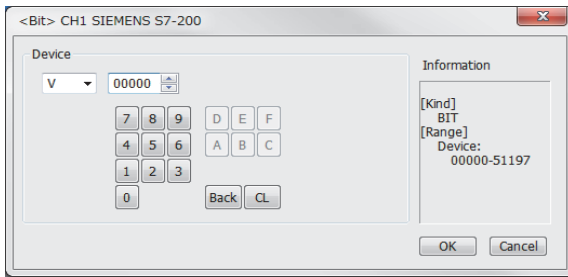 <Bit> CH1 SIEMENS S7-200
Device
V 00000
7 8 9 D E F
4 5 6 A B C
1 2 3
0 Back CL
Information
[Kind]
BIT
[Range]
Device:
00000-51197
OK Cancel